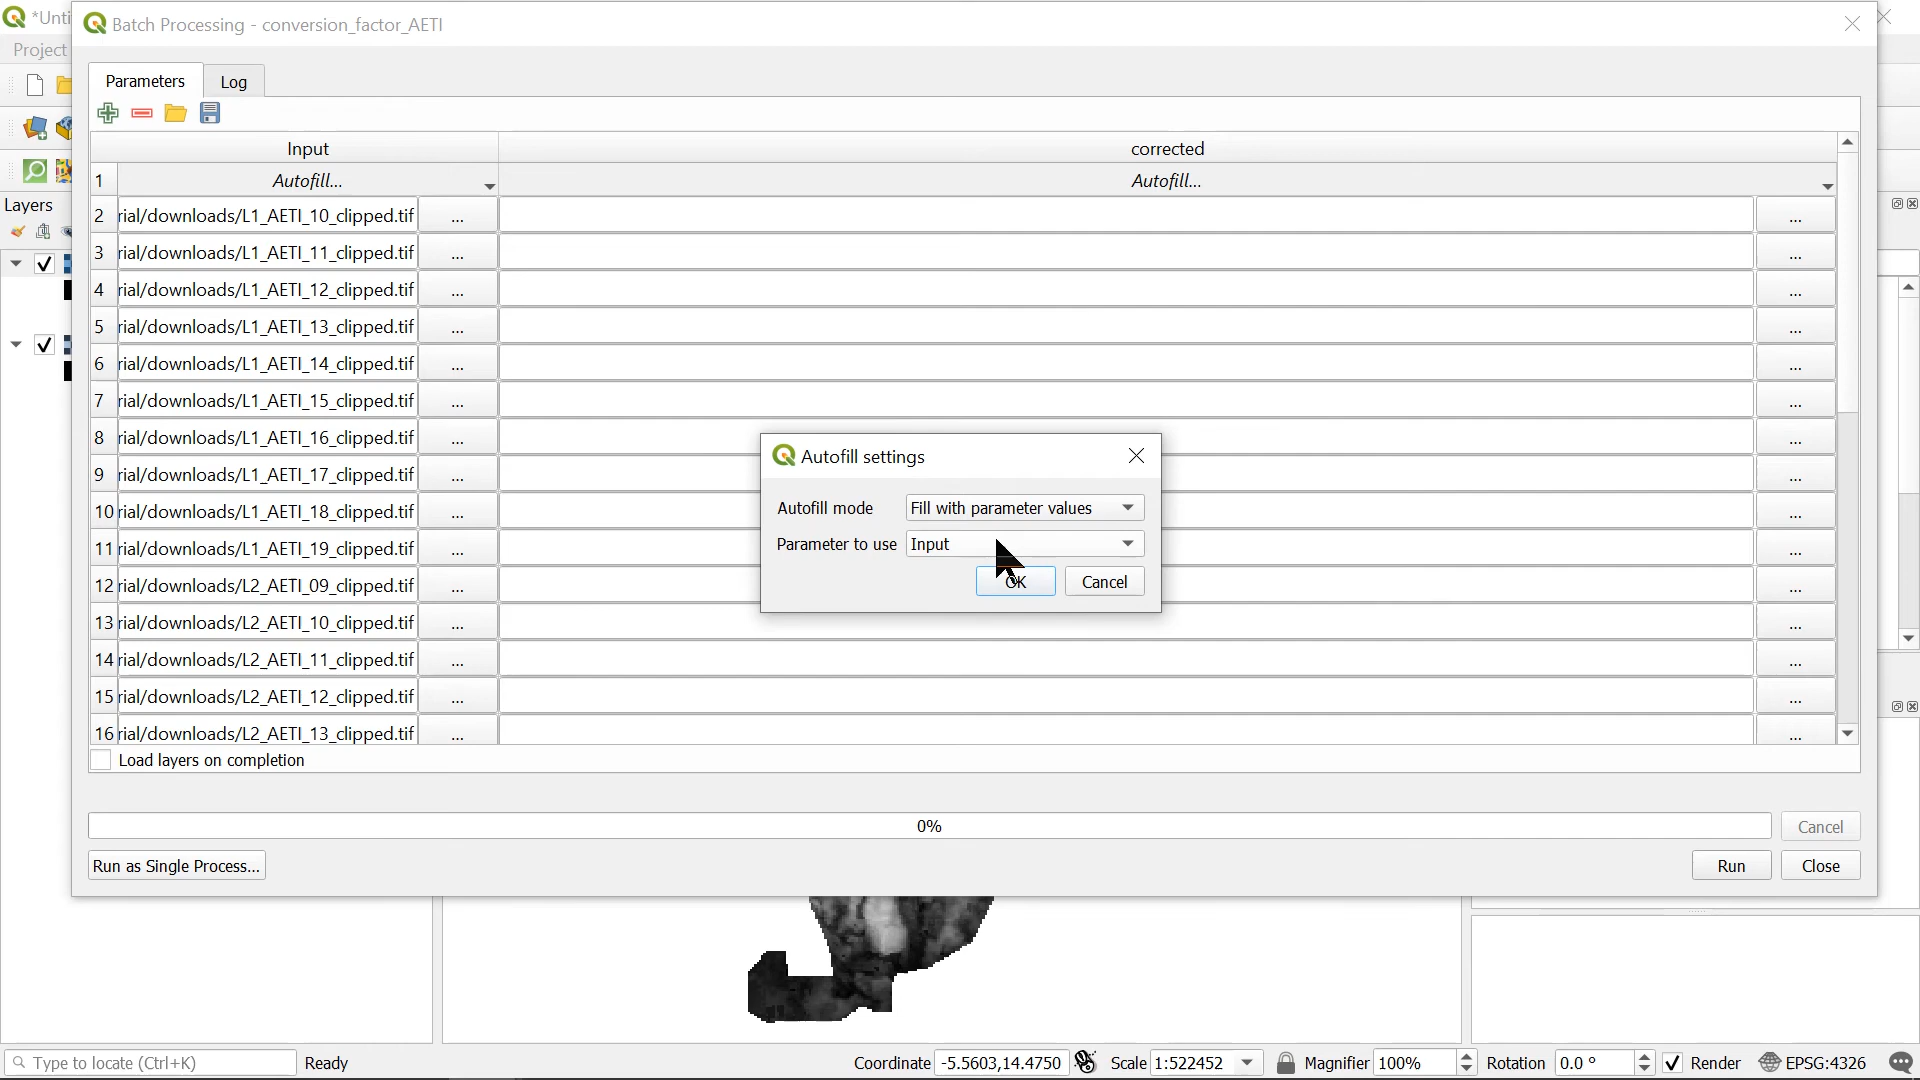 *Unti
Batch Processing - conversion_factor_AETI
Project
Parameters
Log
Input
corrected
1
Autofill...
Autofill...
Layers
2 rial/downloads/L1_AETI_10_clipped.tif ... ...
3 rial/downloads/L1_AETI_11_clipped.tif ... ...
4 rial/downloads/L1_AETI_12_clipped.tif ... ...
5 rial/downloads/L1_AETI_13_clipped.tif ... ...
6 rial/downloads/L1_AETI_14_clipped.tif ... ...
7 rial/downloads/L1_AETI_15_clipped.tif ... ...
8 rial/downloads/L1_AETI_16_clipped.tif ... ...
9 rial/downloads/L1_AETI_17_clipped.tif ... ...
10 rial/downloads/L1_AETI_18_clipped.tif ... ...
11 rial/downloads/L1_AETI_19_clipped.tif ... ...
12 rial/downloads/L2_AETI_09_clipped.tif ... ...
13 rial/downloads/L2_AETI_10_clipped.tif ... ...
14 rial/downloads/L2_AETI_11_clipped.tif ... ...
15 rial/downloads/L2_AETI_12_clipped.tif ... ...
16 rial/downloads/L2_AETI_13_clipped.tif ... ...
Autofill settings
Autofill mode Fill with parameter values
Parameter to use Input
OK Cancel
Load layers on completion
0%
Cancel
Run as Single Process...
Run
Close
Type to locate (Ctrl+K) Ready Coordinate -5.5603,14.4750 Scale 1:522452 Magnifier 100% Rotation 0.0 ° Render EPSG:4326